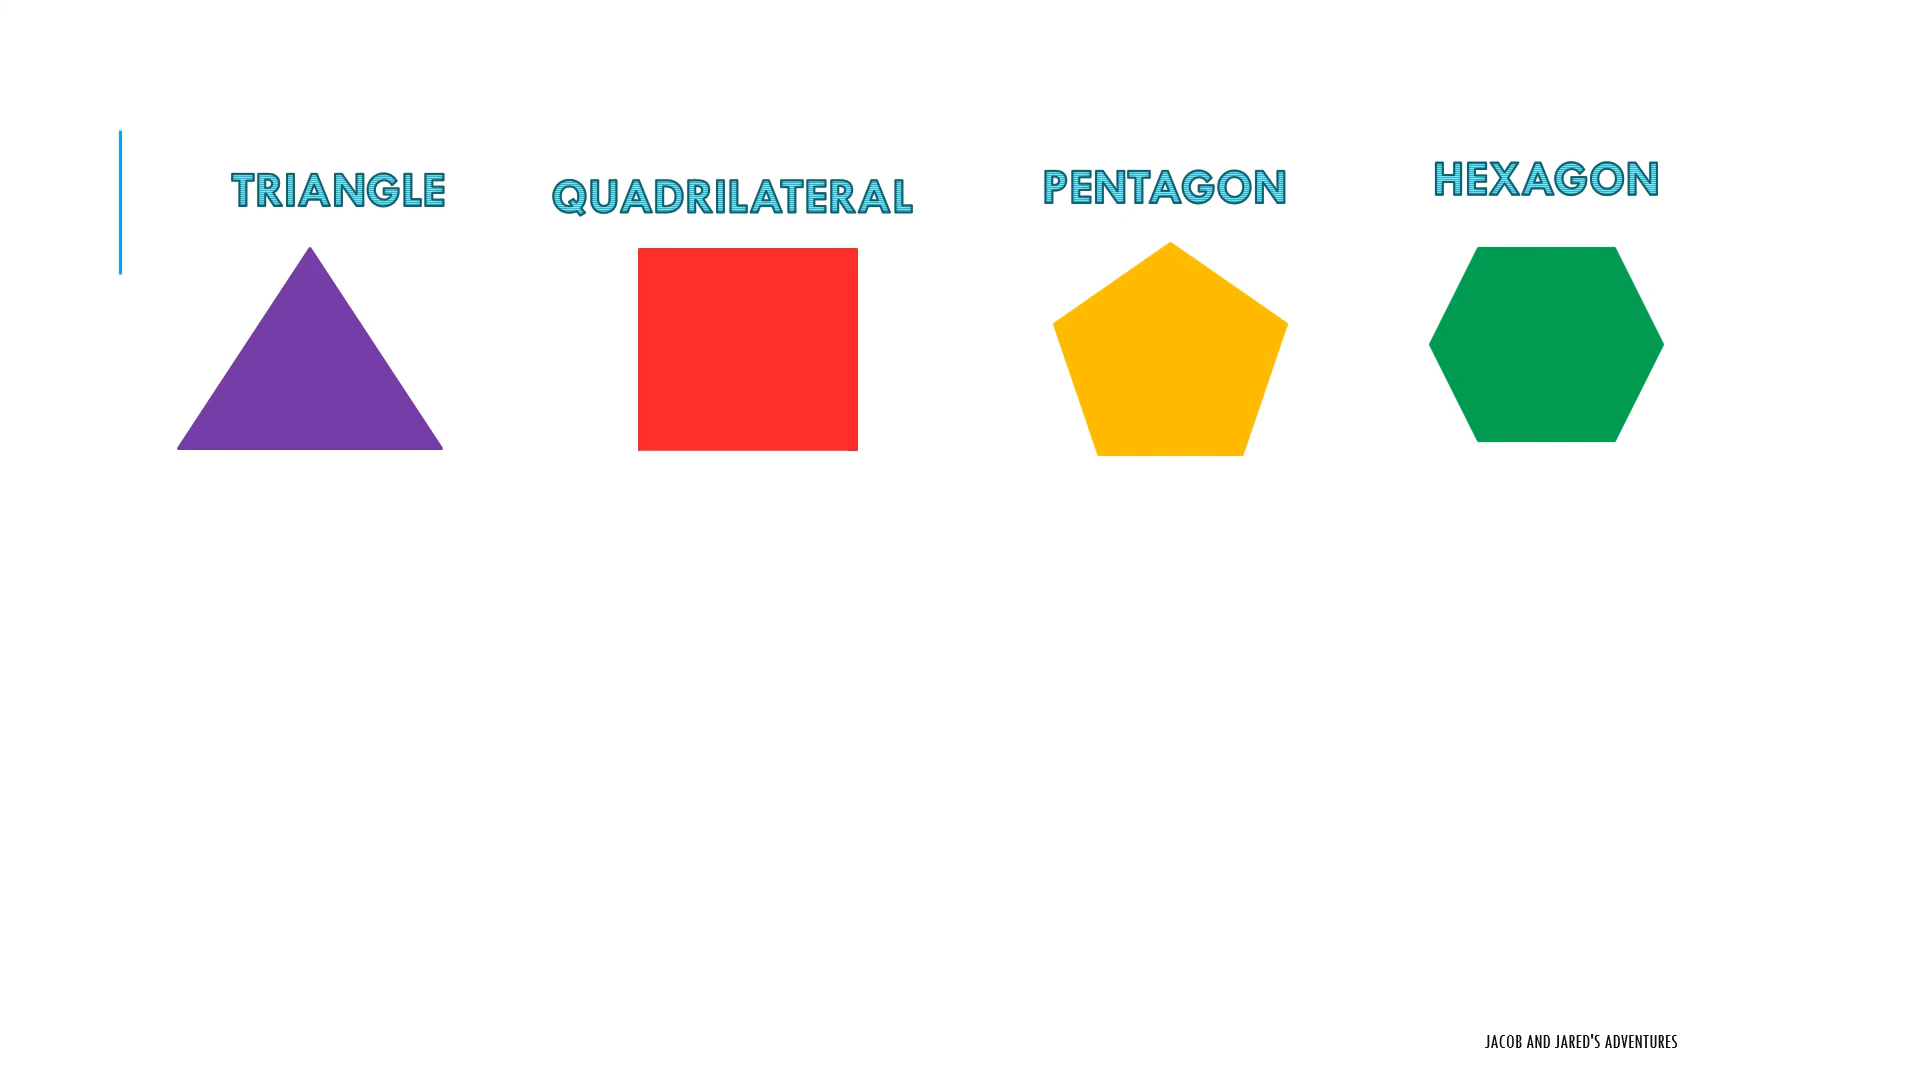 TRIANGLE
QUADRILATERAL
PENTAGON
HEXAGON
JACOB AND JARED'S ADVENTURES